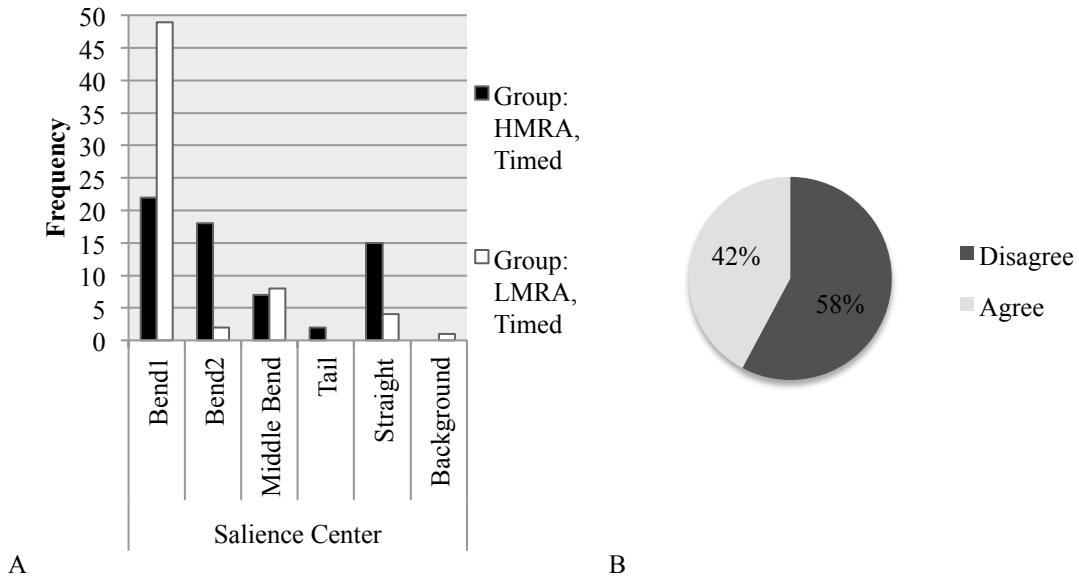 50
45
40
35
30
25
20
15
10
5
0
Frequency
Bend1
Bend2
Middle Bend
Tail
Straight
Background
Salience Center
Group:
HMRA,
Timed
Group:
LMRA,
Timed
A
42%
58%
Disagree
Agree
B